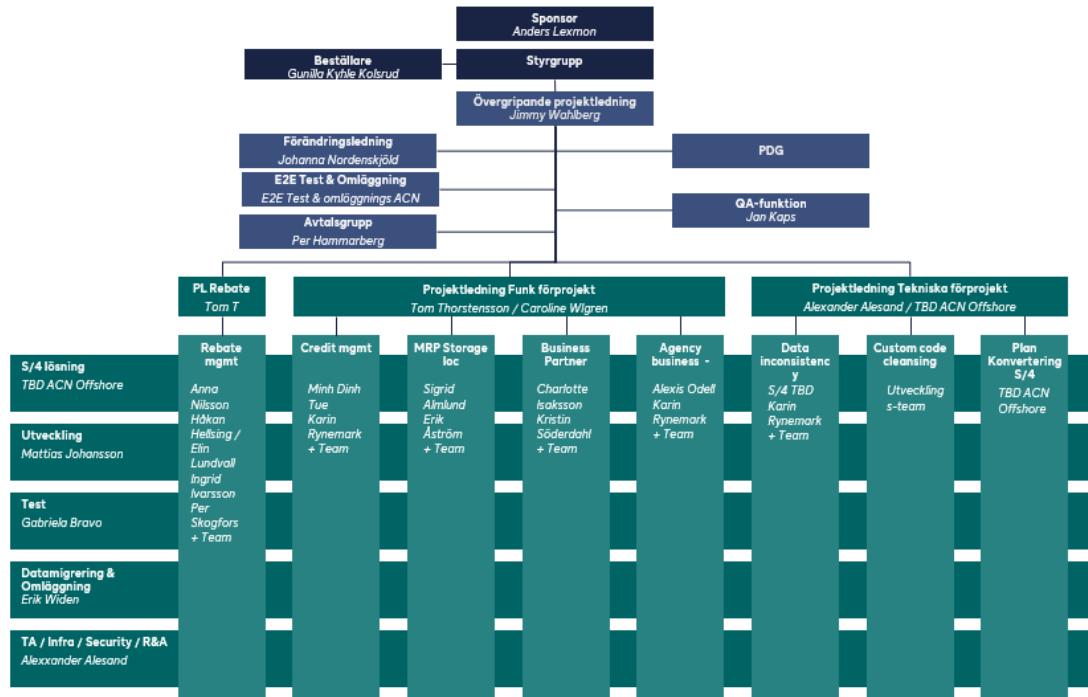 Sponsor
Anders Lexmon
Beställare
Gunilla Kyhle Kolsrud
Styrgrupp
Övergripande projektledning
Jimmy Wahlberg
Förändringsledning
Johanna Nordenskjöld
PDG
E2E Test & Omläggning
E2E Test & omläggnings ACN
QA-funktion
Jan Kaps
Avtalsgrupp
Per Hammarberg
PL Rebate
Tom T
Projektledning Funk förprojekt
Tom Thorstensson / Caroline WIgren
Projektledning Tekniska förprojekt
Alexander Alesand / TBD ACN Offshore
S/4 lösning
TBD ACN Offshore
Utveckling
Mattias Johansson
Test
Gabriela Bravo
Datamigrering &
Omläggning
Erik Widen
TA / Infra / Security / R&A
Alexxander Alesand
Rebate
mgmt
Anna
Nilsson
Håkan
Hellsing /
Elin
Lundvall
Ingrid
Ivarsson
Per
Skogfors
+ Team
Credit mgmt
Minh Dinh
Tue
Karin
Rynemark
+ Team
MRP Storage
loc
Sigrid
Almlund
Erik
Åström
+ Team
Business
Partner
Charlotte
Isaksson
Kristin
Söderdahl
+ Team
Agency
business -
Alexis Odell
Karin
Rynemark
+ Team
Data
inconsistenc
y
S/4 TBD
Karin
Rynemark
+ Team
Custom code
cleansing
Utveckling
s-team
Plan
Konvertering
S/4
TBD ACN
Offshore